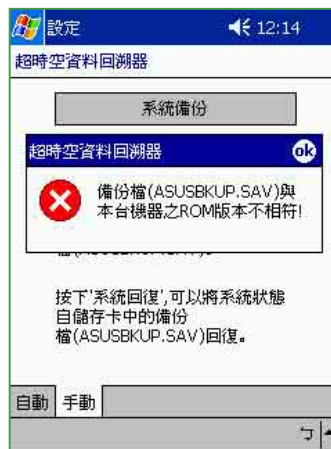 設定
12:14
超時空資料回溯器
系統備份
超時空資料回溯器
ok
備份檔(ASUSBKUP.SAV)與
本台機器之ROM版本不相符!
按下'系統回復',可以將系統狀態
自儲存卡中的備份
檔(ASUSBKUP.SAV)回復。
自動
手動
ㄅ